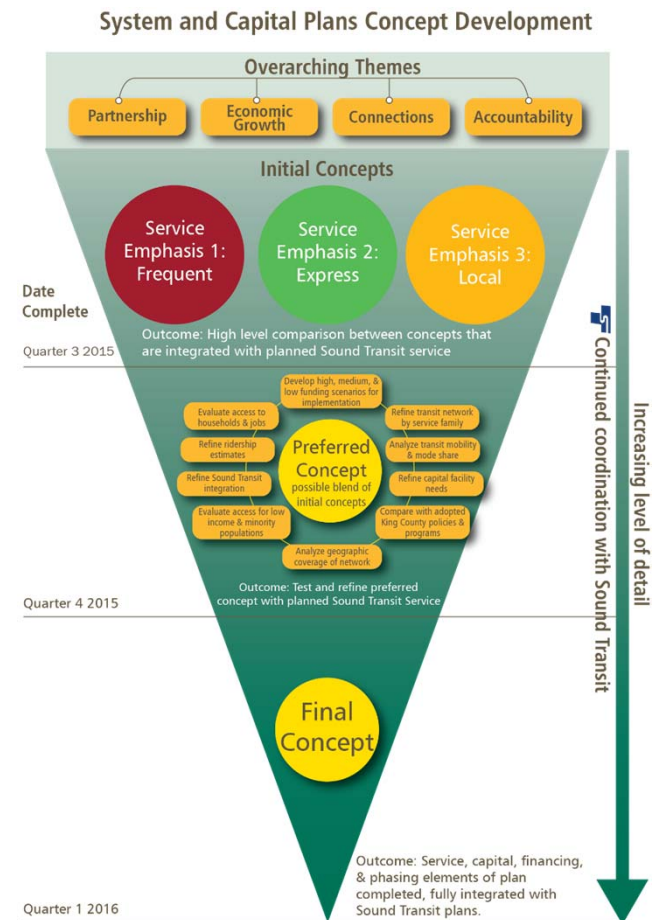 System and Capital Plans Concept Development
Overarching Themes
Partnership
Economic
Growth
Connections
Accountability
Initial Concepts
Service
Emphasis 1:
Frequent
Service
Emphasis 2:
Express
Service
Emphasis 3:
Local
Date
Complete
Outcome: High level comparison between concepts that
are integrated with planned Sound Transit service
Quarter 3 2015
Develop high, medium, &
low funding scenarios for
implementation
Evaluate access to
households & jobs
Refine transit network
by service family
Refine ridership
estimates
Analyze transit mobility
& mode share
Preferred
Concept
possible blend of
initial concepts
Refine Sound Transit
integration
Refine capital facility
needs
Evaluate access for low
income & minority
populations
Compare with adopted
King County policies &
programs
Analyze geographic
coverage of network
Outcome: Test and refine preferred
concept with planned Sound Transit Service
Quarter 4 2015
Continued coordination with Sound Transit
Increasing level of detail
Final
Concept
Outcome: Service, capital, financing,
& phasing elements of plan
completed, fully integrated with
Sound Transit plans.
Quarter 1 2016